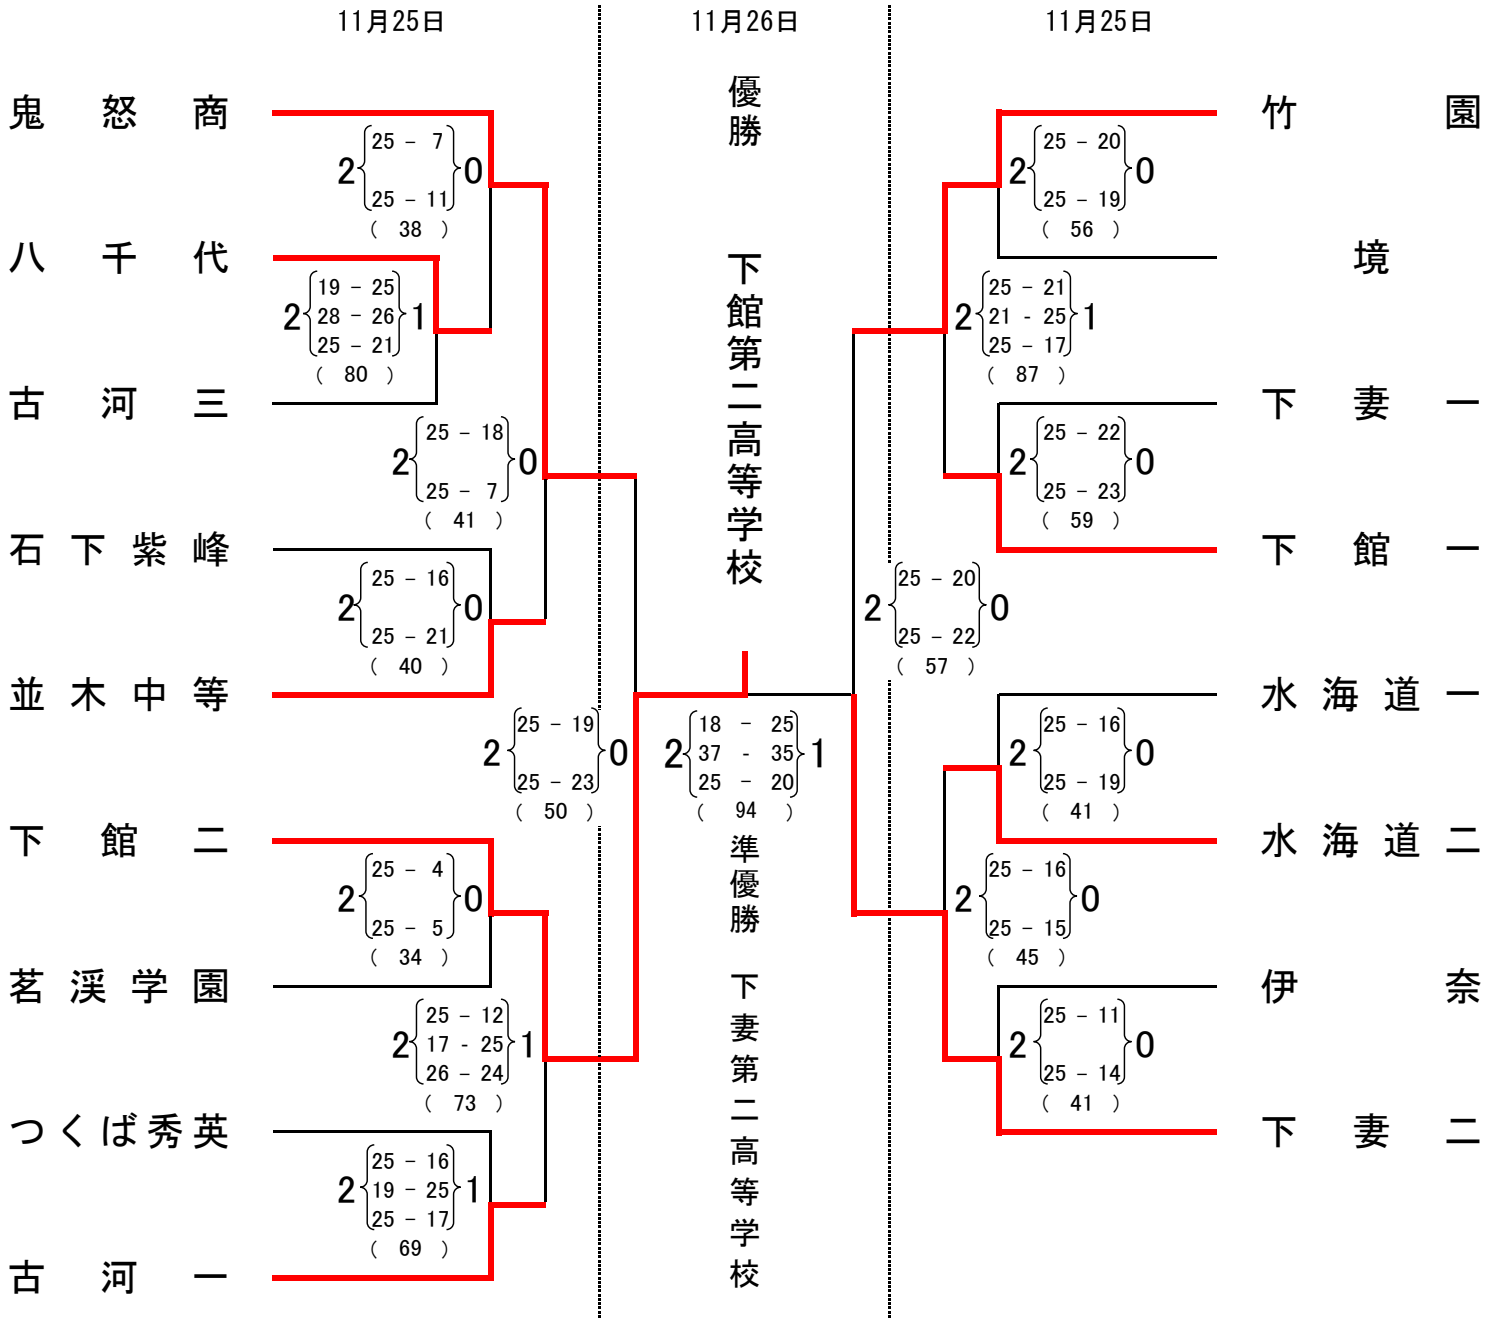 11月25日
11月26日
11月25日
優勝 下館第二高等学校
準優勝 下妻第二高等学校
鬼怒商
2 25 - 7 0
25 - 11
( 38 )
八千代
2 19 - 25 1
28 - 26
25 - 21
( 80 )
古河三
2 25 - 18 0
25 - 7
( 41 )
石下紫峰
2 25 - 16 0
25 - 21
( 40 )
並木中等
2 25 - 19 0
25 - 23
( 50 )
下館二
2 25 - 4 0
25 - 5
( 34 )
茗溪学園
2 25 - 12 1
17 - 25
26 - 24
( 73 )
つくば秀英
2 25 - 16 1
19 - 25
25 - 17
( 69 )
古河一
2 18 - 25 1
37 - 35
25 - 20
( 94 )
竹園
2 25 - 20 0
25 - 19
( 56 )
境
2 25 - 21 1
21 - 25
25 - 17
( 87 )
下妻一
2 25 - 22 0
25 - 23
( 59 )
下館一
2 25 - 20 0
25 - 22
( 57 )
水海道一
2 25 - 16 0
25 - 19
( 41 )
水海道二
2 25 - 16 0
25 - 15
( 45 )
伊奈
2 25 - 11 0
25 - 14
( 41 )
下妻二